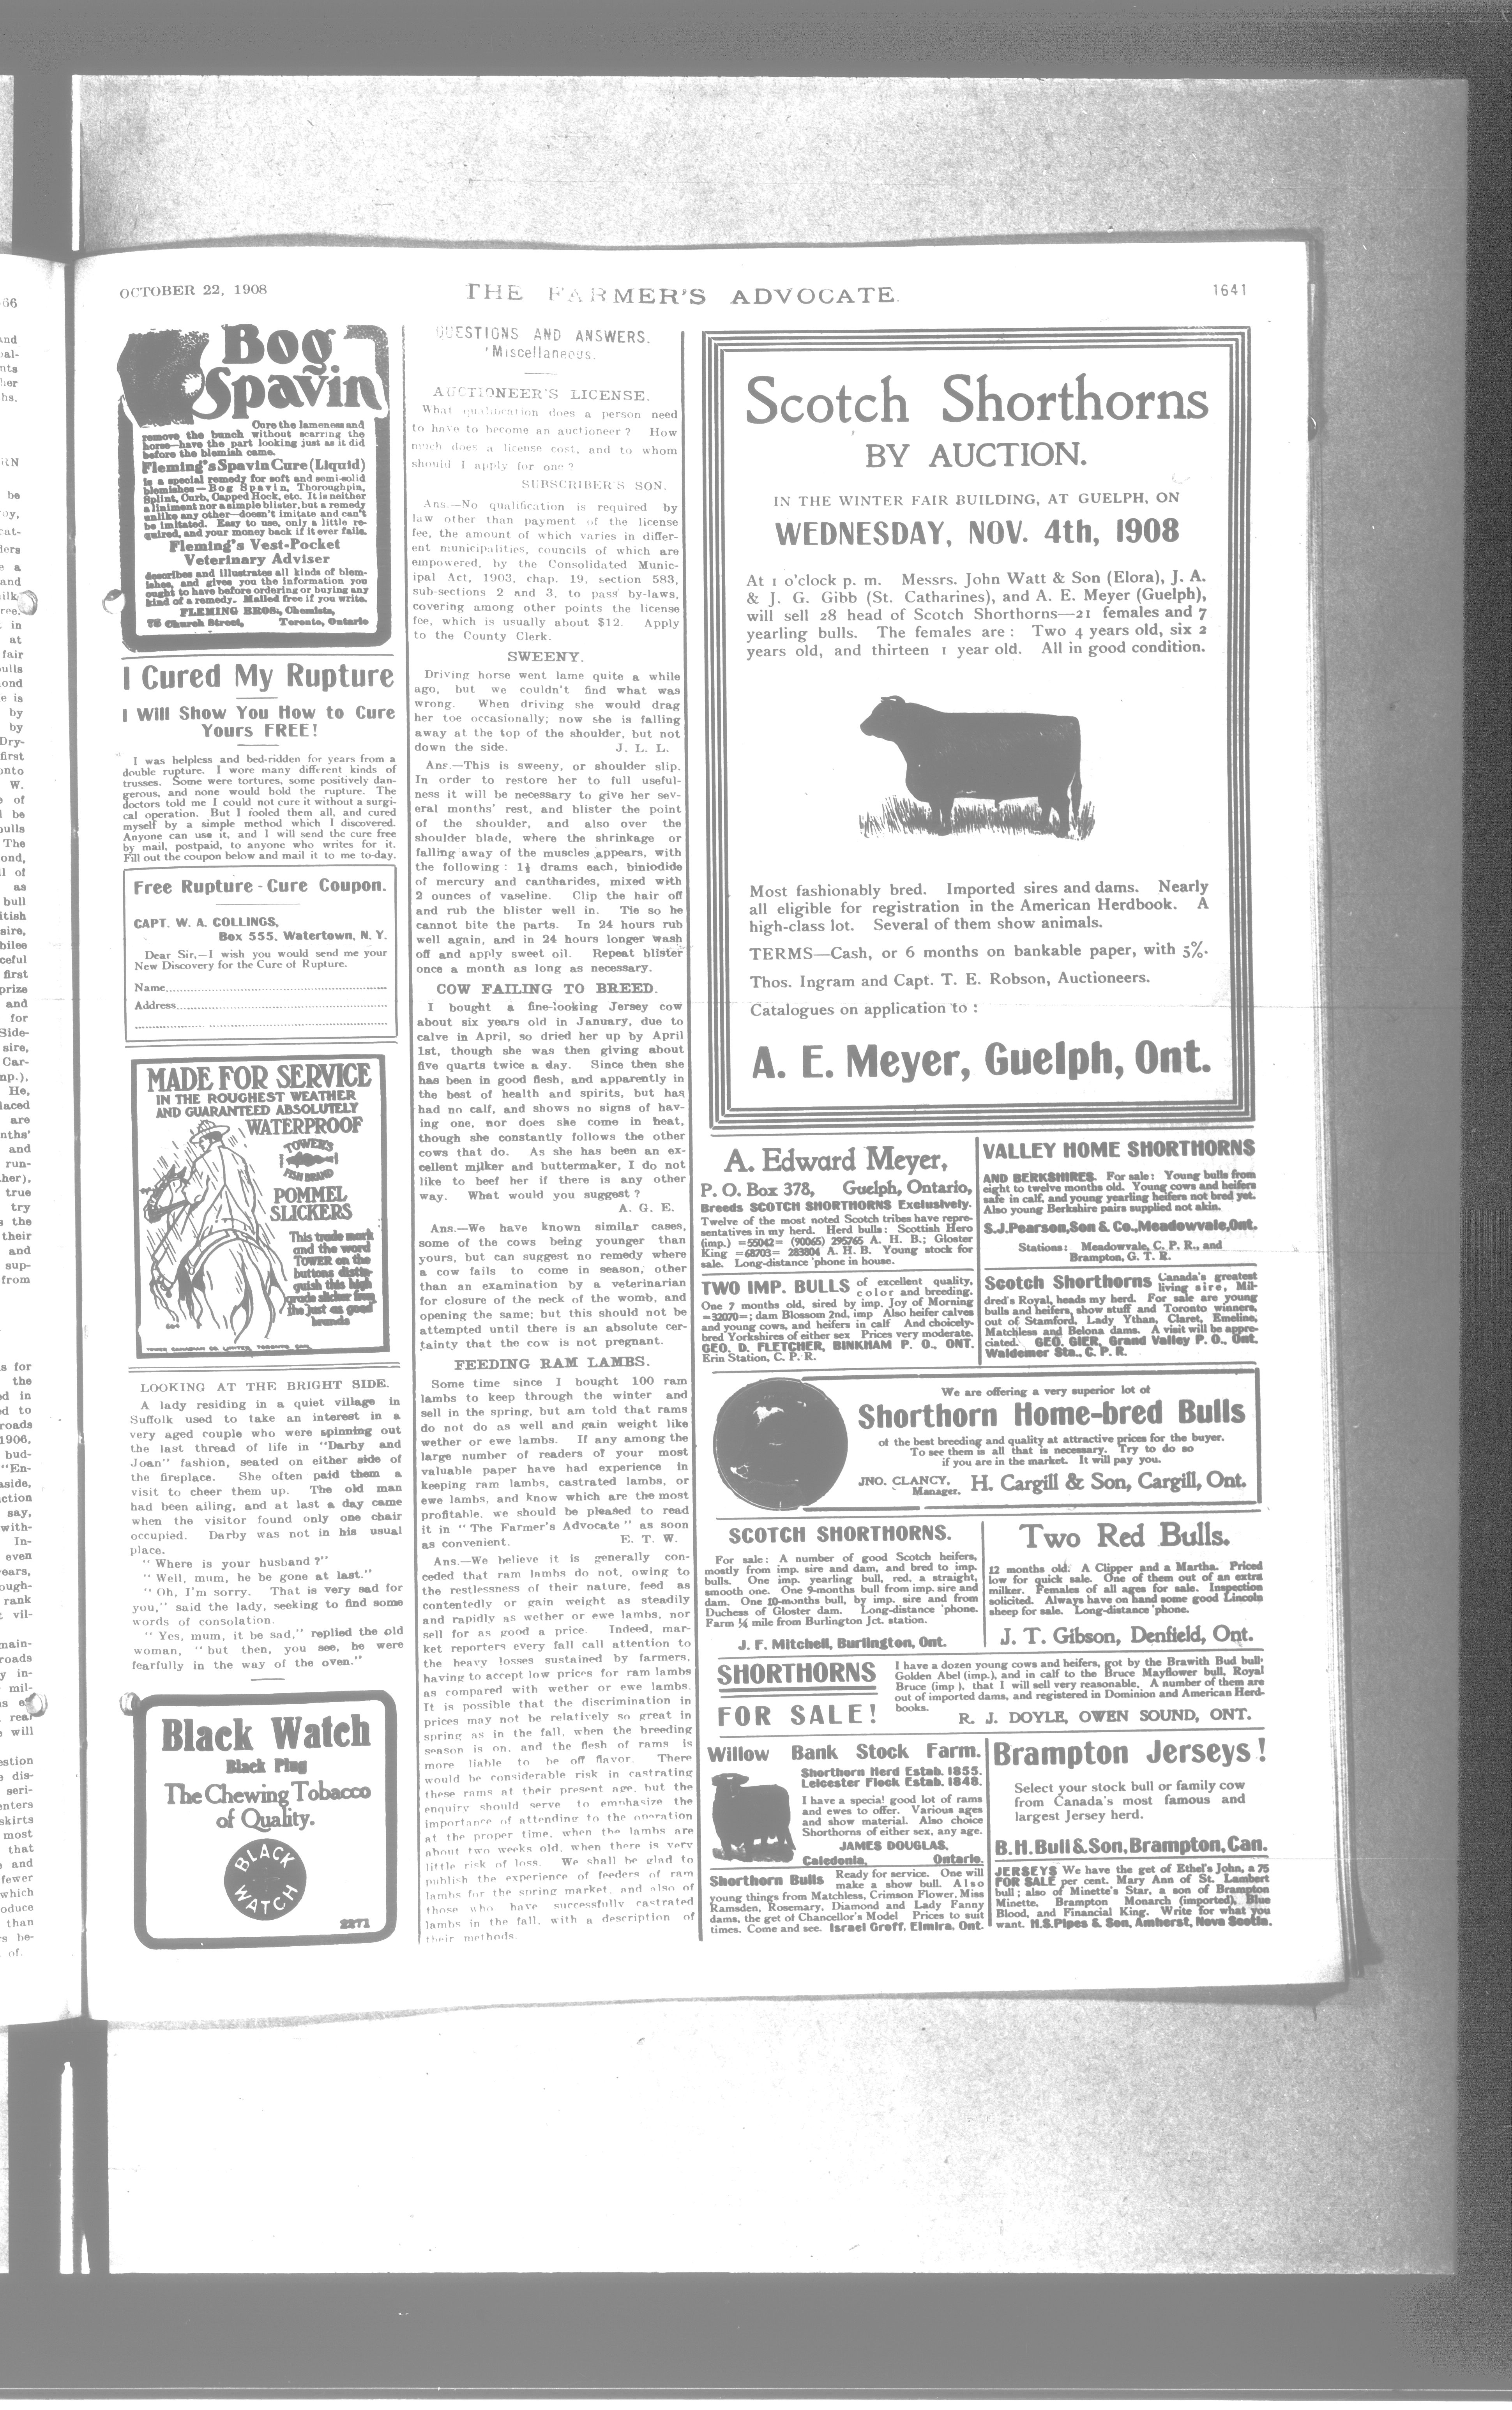 OCTOBER 22, 1908
THE FARMER'S ADVOCATE.
1641
Bog
Spavin
Cure the lameness and
remove the bunch without scarring the
horse—have the part looking just as it did
before the blemish came.
Fleming's Spavin Cure (Liquid)
is a special remedy for soft and semi-solid
blemishes—Bog Spavin, Thoroughpin,
Splint, Curb, Capped Hock, etc. It is neither
a liniment nor a simple blister, but a remedy
unlike any other—doesn't imitate and can't
be imitated. Easy to use, only a little re-
quired, and your money back if it ever fails.
Fleming's Vest-Pocket
Veterinary Adviser
describes and illustrates all kinds of blem-
ishes, and gives you the information you
ought to have before ordering or buying any
kind of a remedy. Mailed free if you write.
FLEMING BROS., Chemists,
75 Church Street, Toronto, Ontario
I Cured My Rupture
I Will Show You How to Cure
Yours FREE!
I was helpless and bed-ridden for years from a
double rupture. I wore many different kinds of
trusses. Some were tortures, some positively dan-
gerous, and none would hold the rupture. The
doctors told me I could not cure it without a surgi-
cal operation. But I fooled them all, and cured
myself by a simple method which I discovered.
Anyone can use it, and I will send the cure free
by mail, postpaid, to anyone who writes for it.
Fill out the coupon below and mail it to me to-day.
Free Rupture-Cure Coupon.
CAPT. W. A. COLLINGS,
Box 555, Watertown, N. Y.
Dear Sir,—I wish you would send me your
New Discovery for the Cure of Rupture.
Name
Address
MADE FOR SERVICE
IN THE ROUGHEST WEATHER
AND GUARANTEED ABSOLUTELY
WATERPROOF
TOWER'S
FISH BRAND
POMMEL
SLICKERS
This trade mark
and the word
TOWER on the
buttons distin-
guish this high
grade slicker from
the just as good
brands
TOWER CANADIAN CO. LIMITED, TORONTO, CAN.
LOOKING AT THE BRIGHT SIDE.
A lady residing in a quiet village in
Suffolk used to take an interest in a
very aged couple who were spinning out
the last thread of life in "Darby and
Joan" fashion, seated on either side of
the fireplace. She often paid them a
visit to cheer them up. The old man
had been ailing, and at last a day came
when the visitor found only one chair
occupied. Darby was not in his usual
place.
"Where is your husband?"
"Well, mum, he be gone at last."
"Oh, I'm sorry. That is very sad for
you," said the lady, seeking to find some
words of consolation.
"Yes, mum, it be sad," replied the old
woman, "but then, you see, he were
fearfully in the way of the oven."
Black Watch
Black Plug
The Chewing Tobacco
of Quality.
BLACK
WATCH
2271
QUESTIONS AND ANSWERS.
Miscellaneous.
AUCTIONEER'S LICENSE.
What qualification does a person need
to have to become an auctioneer? How
much does a license cost, and to whom
should I apply for one?
SUBSCRIBER'S SON.
Ans.—No qualification is required by
law other than payment of the license
fee, the amount of which varies in differ-
ent municipalities, councils of which are
empowered, by the Consolidated Munic-
ipal Act, 1903, chap. 19, section 583,
sub-sections 2 and 3, to pass by-laws,
covering among other points the license
fee, which is usually about $12. Apply
to the County Clerk.
SWEENY.
Driving horse went lame quite a while
ago, but we couldn't find what was
wrong. When driving she would drag
her toe occasionally; now she is falling
away at the top of the shoulder, but not
down the side. J. L. L.
Ans.—This is sweeny, or shoulder slip.
In order to restore her to full useful-
ness it will be necessary to give her sev-
eral months' rest, and blister the point
of the shoulder, and also over the
shoulder blade, where the shrinkage or
falling away of the muscles appears, with
the following: 1½ drams each, biniodide
of mercury and cantharides, mixed with
2 ounces of vaseline. Clip the hair off
and rub the blister well in. Tie so he
cannot bite the parts. In 24 hours rub
well again, and in 24 hours longer wash
off and apply sweet oil. Repeat blister
once a month as long as necessary.
COW FAILING TO BREED.
I bought a fine-looking Jersey cow
about six years old in January, due to
calve in April, so dried her up by April
1st, though she was then giving about
five quarts twice a day. Since then she
has been in good flesh, and apparently in
the best of health and spirits, but has
had no calf, and shows no signs of hav-
ing one, nor does she come in heat,
though she constantly follows the other
cows that do. As she has been an ex-
cellent milker and buttermaker, I do not
like to beef her if there is any other
way. What would you suggest?
A. G. E.
Ans.—We have known similar cases,
some of the cows being younger than
yours, but can suggest no remedy where
a cow fails to come in season, other
than an examination by a veterinarian
for closure of the neck of the womb, and
opening the same; but this should not be
attempted until there is an absolute cer-
tainty that the cow is not pregnant.
FEEDING RAM LAMBS.
Some time since I bought 100 ram
lambs to keep through the winter and
sell in the spring, but am told that rams
do not do as well and gain weight like
wether or ewe lambs. If any among the
large number of readers of your most
valuable paper have had experience in
keeping ram lambs, castrated lambs, or
ewe lambs, and know which are the most
profitable, we should be pleased to read
it in "The Farmer's Advocate" as soon
as convenient. E. T. W.
Ans.—We believe it is generally con-
ceded that ram lambs do not, owing to
the restlessness of their nature, feed as
contentedly or gain weight as steadily
and rapidly as wether or ewe lambs, nor
sell for as good a price. Indeed, mar-
ket reporters every fall call attention to
the heavy losses sustained by farmers,
having to accept low prices for ram lambs
as compared with wether or ewe lambs.
It is possible that the discrimination in
prices may not be relatively so great in
spring as in the fall, when the breeding
season is on, and the flesh of rams is
more liable to be off flavor. There
would be considerable risk in castrating
these rams at their present age, but the
enquiry should serve to emphasize the
importance of attending to the operation
at the proper time, when the lambs are
about two weeks old, when there is very
little risk of loss. We shall be glad to
publish the experience of feeders of ram
lambs for the spring market, and also of
those who have successfully castrated
lambs in the fall, with a description of
their methods.
Scotch Shorthorns
BY AUCTION.
IN THE WINTER FAIR BUILDING, AT GUELPH, ON
WEDNESDAY, NOV. 4th, 1908
At 1 o'clock p. m. Messrs. John Watt & Son (Elora), J. A.
& J. G. Gibb (St. Catharines), and A. E. Meyer (Guelph),
will sell 28 head of Scotch Shorthorns—21 females and 7
yearling bulls. The females are: Two 4 years old, six 2
years old, and thirteen 1 year old. All in good condition.
Most fashionably bred. Imported sires and dams. Nearly
all eligible for registration in the American Herdbook. A
high-class lot. Several of them show animals.
TERMS—Cash, or 6 months on bankable paper, with 5%.
Thos. Ingram and Capt. T. E. Robson, Auctioneers.
Catalogues on application to:
A. E. Meyer, Guelph, Ont.
A. Edward Meyer,
P. O. Box 378, Guelph, Ontario,
Breeds SCOTCH SHORTHORNS Exclusively.
Twelve of the most noted Scotch tribes have repre-
sentatives in my herd. Herd bulls: Scottish Hero
(imp.) =55042= (90065) 295765 A. H. B.; Gloster
King =68703= 283804 A. H. B. Young stock for
sale. Long-distance 'phone in house.
VALLEY HOME SHORTHORNS
AND BERKSHIRES. For sale: Young bulls from
eight to twelve months old. Young cows and heifers
safe in calf, and young yearling heifers not bred yet.
Also young Berkshire pairs supplied not akin.
S.J.Pearson,Son & Co.,Meadowvale,Ont.
Stations: Meadowvale, C. P. R., and
Brampton, G. T. R.
TWO IMP. BULLS of excellent quality,
color and breeding.
One 7 months old, sired by imp. Joy of Morning
=32070=; dam Blossom 2nd, imp Also heifer calves
and young cows, and heifers in calf And choicely-
bred Yorkshires of either sex Prices very moderate.
GEO. D. FLETCHER, BINKHAM P. O., ONT.
Erin Station, C. P. R.
Scotch Shorthorns Canada's greatest
living sire, Mil-
dred's Royal, heads my herd. For sale are young
bulls and heifers, show stuff and Toronto winners,
out of Stamford, Lady Ythan, Claret, Emeline,
Matchless and Belona dams. A visit will be appre-
ciated. GEO. GIER, Grand Valley P. O., Ont.
Waldemer Sta., C. P. R.
We are offering a very superior lot of
Shorthorn Home-bred Bulls
of the best breeding and quality at attractive prices for the buyer.
To see them is all that is necessary. Try to do so
if you are in the market. It will pay you.
JNO. CLANCY,
Manager.
H. Cargill & Son, Cargill, Ont.
SCOTCH SHORTHORNS.
For sale: A number of good Scotch heifers,
mostly from imp. sire and dam, and bred to imp.
bulls. One imp. yearling bull, red, a straight,
smooth one. One 9-months bull from imp. sire and
dam. One 10-months bull, by imp. sire and from
Duchess of Gloster dam. Long-distance 'phone.
Farm ¼ mile from Burlington Jct. station.
J. F. Mitchell, Burlington, Ont.
Two Red Bulls.
12 months old. A Clipper and a Martha. Priced
low for quick sale. One of them out of an extra
milker. Females of all ages for sale. Inspection
solicited. Always have on hand some good Lincoln
sheep for sale. Long-distance 'phone.
J. T. Gibson, Denfield, Ont.
SHORTHORNS
FOR SALE!
I have a dozen young cows and heifers, got by the Brawith Bud bull
Golden Abel (imp.), and in calf to the Bruce Mayflower bull, Royal
Bruce (imp ), that I will sell very reasonable. A number of them are
out of imported dams, and registered in Dominion and American Herd-
books.
R. J. DOYLE, OWEN SOUND, ONT.
Willow Bank Stock Farm.
Shorthorn Herd Estab. 1855.
Leicester Flock Estab. 1848.
I have a special good lot of rams
and ewes to offer. Various ages
and show material. Also choice
Shorthorns of either sex, any age.
JAMES DOUGLAS,
Caledonia, Ontario.
Shorthorn Bulls Ready for service. One will
make a show bull. Also
young things from Matchless, Crimson Flower, Miss
Ramsden, Rosemary, Diamond and Lady Fanny
dams, the get of Chancellor's Model Prices to suit
times. Come and see. Israel Groff, Elmira, Ont.
Brampton Jerseys!
Select your stock bull or family cow
from Canada's most famous and
largest Jersey herd.
B.H.Bull&Son,Brampton,Can.
JERSEYS We have the get of Ethel's John, a 75
FOR SALE per cent. Mary Ann of St. Lambert
bull; also of Minette's Star, a son of Brampton
Minette, Brampton Monarch (imported), Blue
Blood, and Financial King. Write for what you
want. H.S.Pipes & Son, Amherst, Nova Scotia.